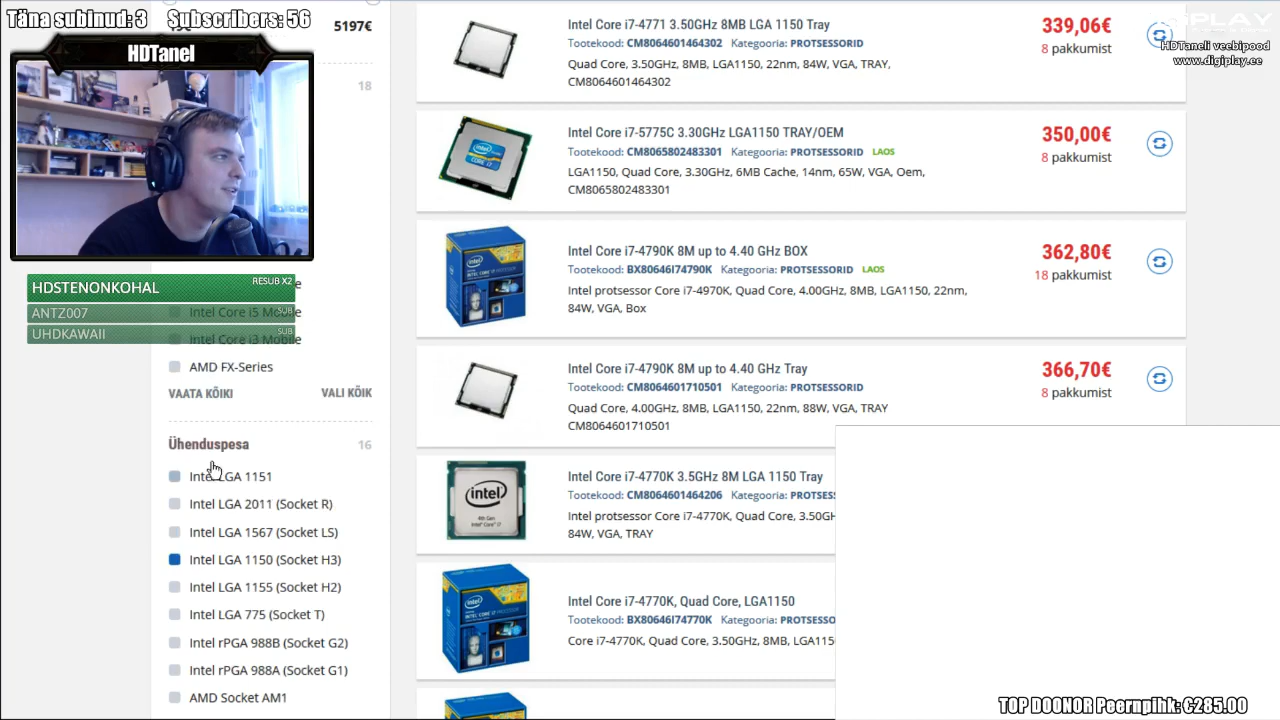 Täna subinud: 3
Subscribers: 56
5197€
HDTanel
18
HDSTENONKOHAL
RESUB X2
ANTZ007
SUB
UHDKAWAII
SUB
Intel Core i5 Mobile
Intel Core i3 Mobile
AMD FX-Series
VAATA KÕIKI
VALI KÕIK
Ühenduspesa
16
Intel LGA 1151
Intel LGA 2011 (Socket R)
Intel LGA 1567 (Socket LS)
Intel LGA 1150 (Socket H3)
Intel LGA 1155 (Socket H2)
Intel LGA 775 (Socket T)
Intel rPGA 988B (Socket G2)
Intel rPGA 988A (Socket G1)
AMD Socket AM1
Intel Core i7-4771 3.50GHz 8MB LGA 1150 Tray
Tootekood: CM8064601464302 Kategooria: PROTSESSORID
Quad Core, 3.50GHz, 8MB, LGA1150, 22nm, 84W, VGA, TRAY,
CM8064601464302
339,06€
8 pakkumist
Intel Core i7-5775C 3.30GHz LGA1150 TRAY/OEM
Tootekood: CM8065802483301 Kategooria: PROTSESSORID LAOS
LGA1150, Quad Core, 3.30GHz, 6MB Cache, 14nm, 65W, VGA, Oem,
CM8065802483301
350,00€
8 pakkumist
Intel Core i7-4790K 8M up to 4.40 GHz BOX
Tootekood: BX80646I74790K Kategooria: PROTSESSORID LAOS
Intel protsessor Core i7-4970K, Quad Core, 4.00GHz, 8MB, LGA1150, 22nm,
84W, VGA, Box
362,80€
18 pakkumist
Intel Core i7-4790K 8M up to 4.40 GHz Tray
Tootekood: CM8064601710501 Kategooria: PROTSESSORID
Quad Core, 4.00GHz, 8MB, LGA1150, 22nm, 88W, VGA, TRAY
CM8064601710501
366,70€
8 pakkumist
Intel Core i7-4770K 3.5GHz 8M LGA 1150 Tray
Tootekood: CM8064601464206 Kategooria: PROTSES
Intel protsessor Core i7-4770K, Quad Core, 3.50GH
84W, VGA, TRAY
Intel Core i7-4770K, Quad Core, LGA1150
Tootekood: BX80646I74770K Kategooria: PROTSESSO
Core i7-4770K, Quad Core, 3.50GHz, 8MB, LGA115
DIGIPLAY
HDTaneli veebipood
www.digiplay.ee
TOP DOONOR Peernpihk: €285.00